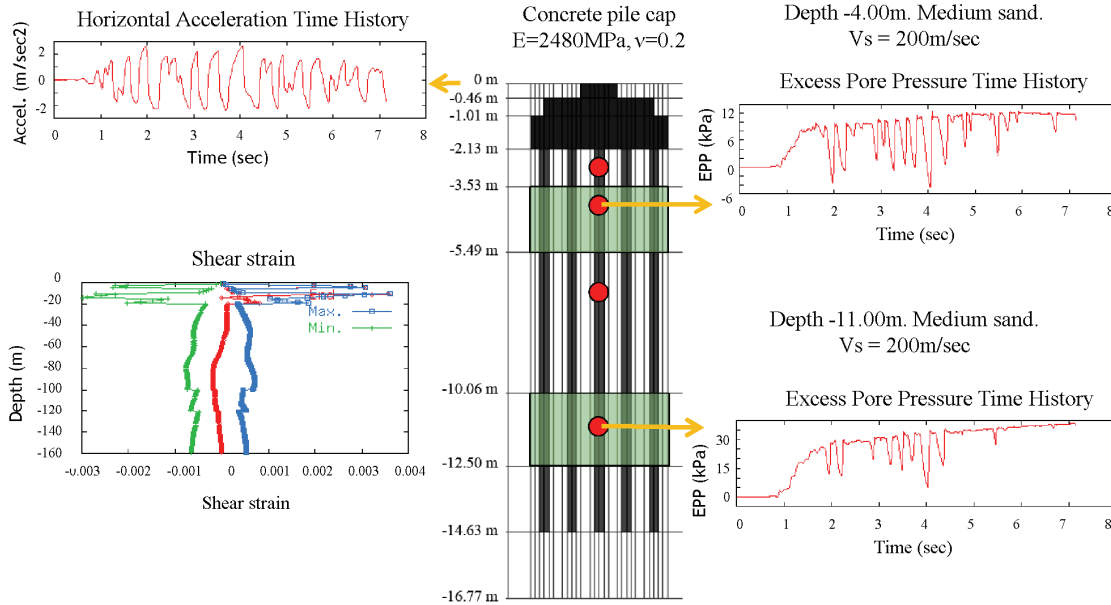 Horizontal Acceleration Time History
Accel. (m/sec2)
2
0
-2
0
1
2
3
4
5
6
7
8
Time (sec)
Shear strain
Depth (m)
0
-20
-40
-60
-80
-100
-120
-140
-160
Max.
Min.
-0.003
-0.002
-0.001
0
0.001
0.002
0.003
0.004
Shear strain
Concrete pile cap
E=2480MPa, ν=0.2
0 m
-0.46 m
-1.01 m
-2.13 m
-3.53 m
-5.49 m
-10.06 m
-12.50 m
-14.63 m
-16.77 m
Depth -4.00m. Medium sand.
Vs = 200m/sec
Excess Pore Pressure Time History
EPP (kPa)
12
6
0
-6
0
1
2
3
4
5
6
7
8
Time (sec)
Depth -11.00m. Medium sand.
Vs = 200m/sec
Excess Pore Pressure Time History
EPP (kPa)
30
15
0
0
1
2
3
4
5
6
7
8
Time (sec)